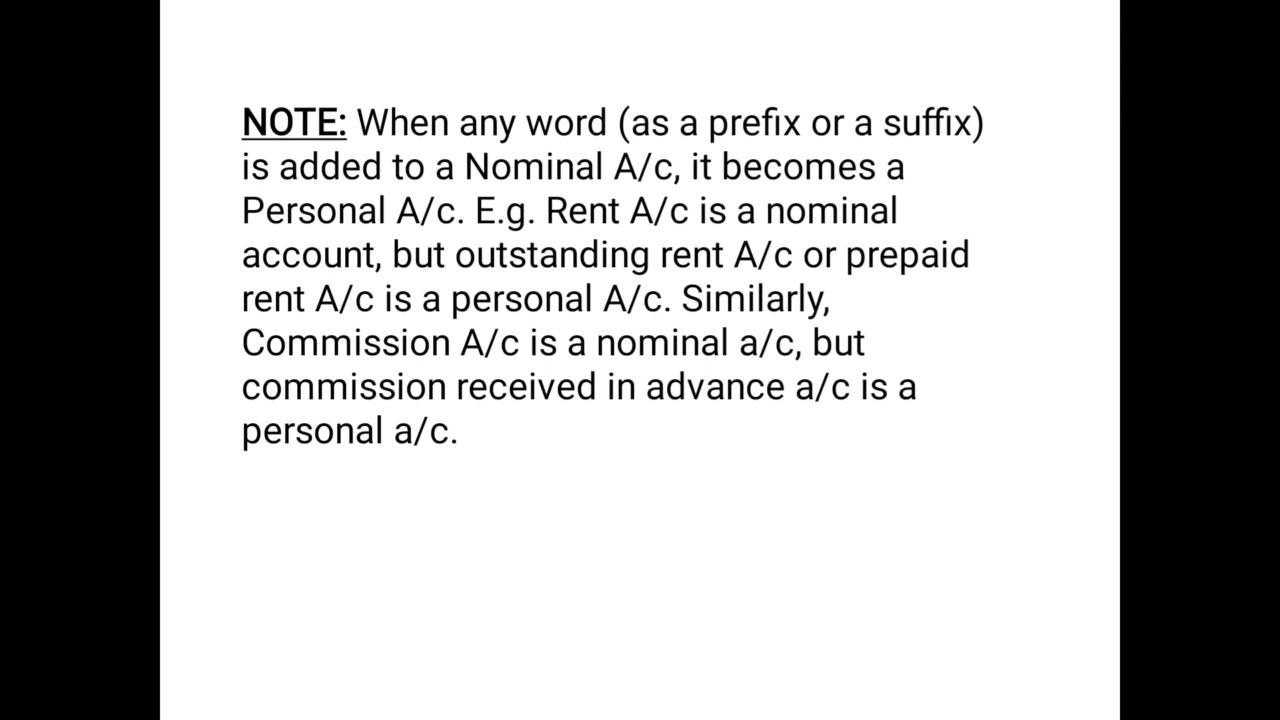 NOTE: When any word (as a prefix or a suffix)
is added to a Nominal A/c, it becomes a
Personal A/c. E.g. Rent A/c is a nominal
account, but outstanding rent A/c or prepaid
rent A/c is a personal A/c. Similarly,
Commission A/c is a nominal a/c, but
commission received in advance a/c is a
personal a/c.